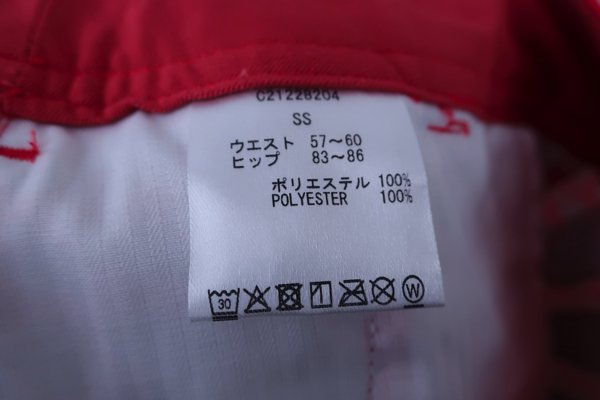 C21228204
SS
ウエスト 57～60
ヒップ 83～86
ポリエステル 100%
POLYESTER 100%
30 W